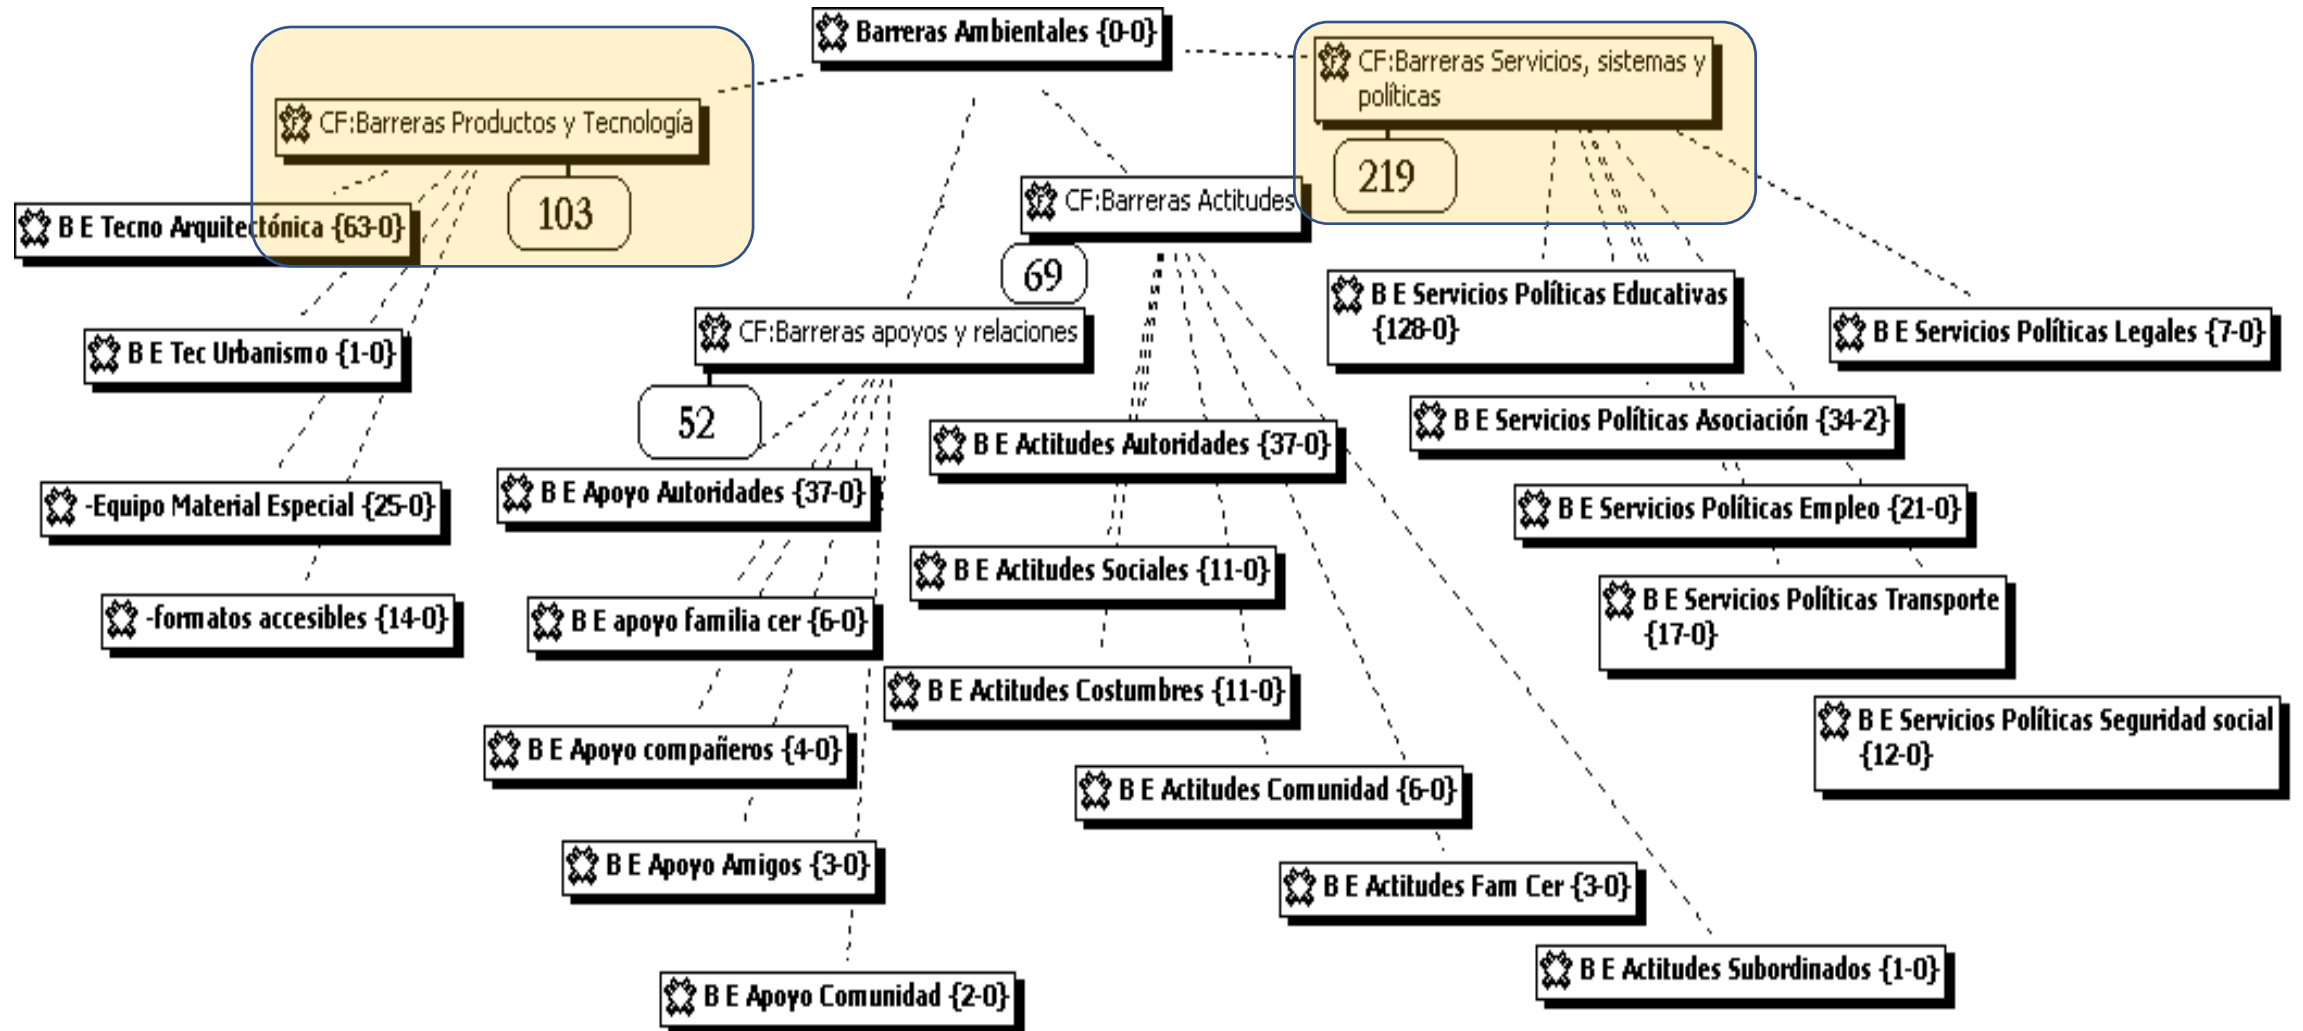 Barreras Ambientales {0-0}
CF:Barreras Productos y Tecnología
103
B E Tecno Arquitectónica {63-0}
B E Tec Urbanismo {1-0}
-Equipo Material Especial {25-0}
-formatos accesibles {14-0}
CF:Barreras apoyos y relaciones
52
B E Apoyo Autoridades {37-0}
B E apoyo familia cer {6-0}
B E Apoyo compañeros {4-0}
B E Apoyo Amigos {3-0}
B E Apoyo Comunidad {2-0}
CF:Barreras Actitudes
69
B E Actitudes Autoridades {37-0}
B E Actitudes Sociales {11-0}
B E Actitudes Costumbres {11-0}
B E Actitudes Comunidad {6-0}
B E Actitudes Fam Cer {3-0}
B E Actitudes Subordinados {1-0}
CF:Barreras Servicios, sistemas y
políticas
219
B E Servicios Políticas Educativas
{128-0}
B E Servicios Políticas Legales {7-0}
B E Servicios Políticas Asociación {34-2}
B E Servicios Políticas Empleo {21-0}
B E Servicios Políticas Transporte
{17-0}
B E Servicios Políticas Seguridad social
{12-0}